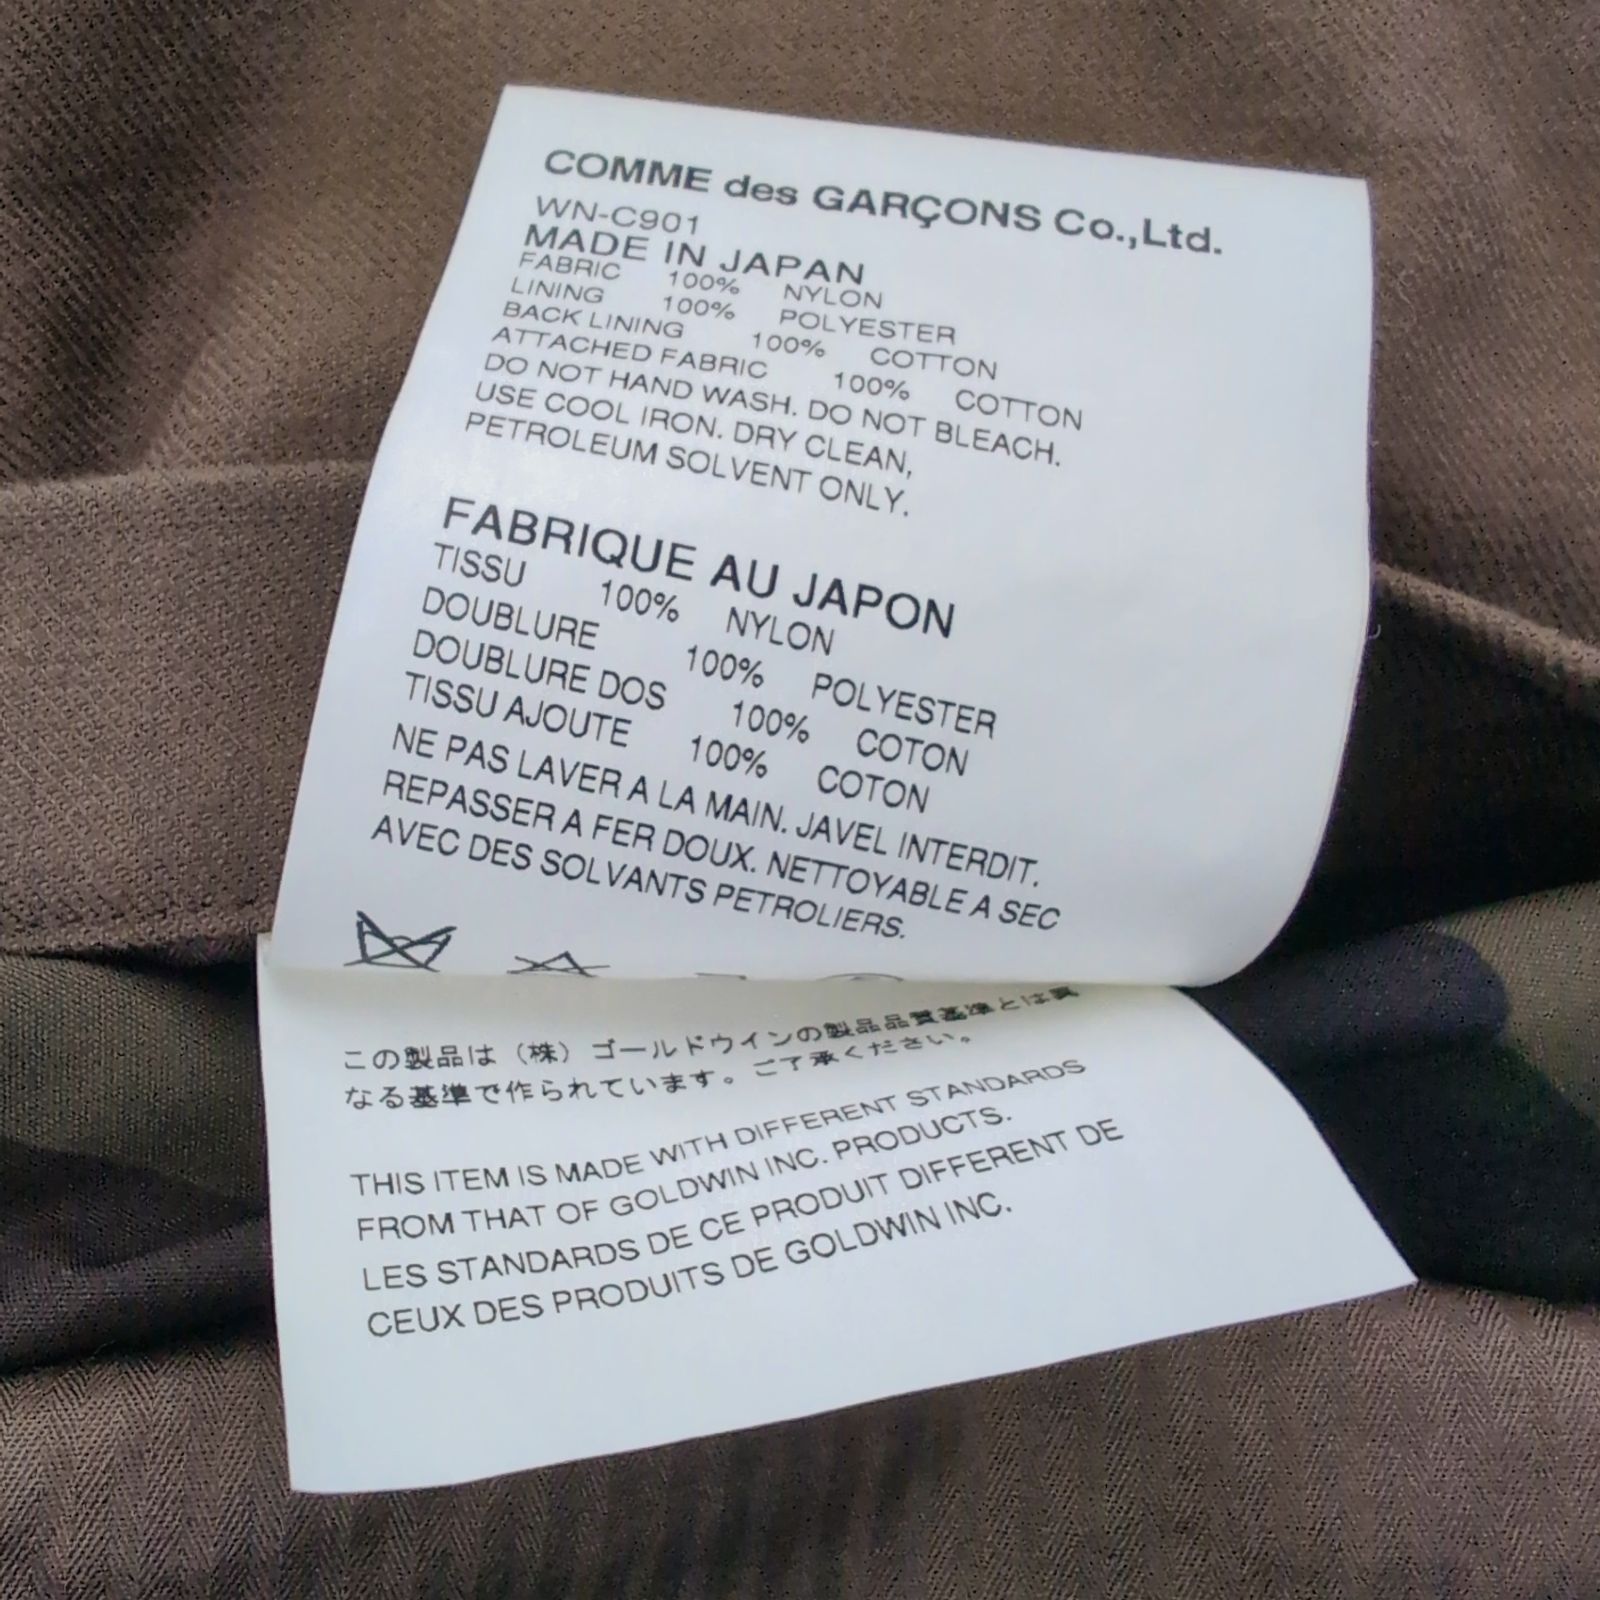 COMME des GARÇONS Co.,Ltd.
WN-C901
MADE IN JAPAN
FABRIC 100% NYLON
LINING 100% POLYESTER
BACK LINING 100% COTTON
ATTACHED FABRIC 100% COTTON
DO NOT HAND WASH. DO NOT BLEACH.
USE COOL IRON. DRY CLEAN,
PETROLEUM SOLVENT ONLY.
FABRIQUE AU JAPON
TISSU 100% NYLON
DOUBLURE 100% POLYESTER
DOUBLURE DOS 100% COTON
TISSU AJOUTE 100% COTON
NE PAS LAVER A LA MAIN. JAVEL INTERDIT.
REPASSER A FER DOUX. NETTOYABLE A SEC
AVEC DES SOLVANTS PETROLIERS.
この製品は（株）ゴールドウインの製品品質基準とは異
なる基準で作られています。ご了承ください。
THIS ITEM IS MADE WITH DIFFERENT STANDARDS
FROM THAT OF GOLDWIN INC. PRODUCTS.
LES STANDARDS DE CE PRODUIT DIFFERENT DE
CEUX DES PRODUITS DE GOLDWIN INC.